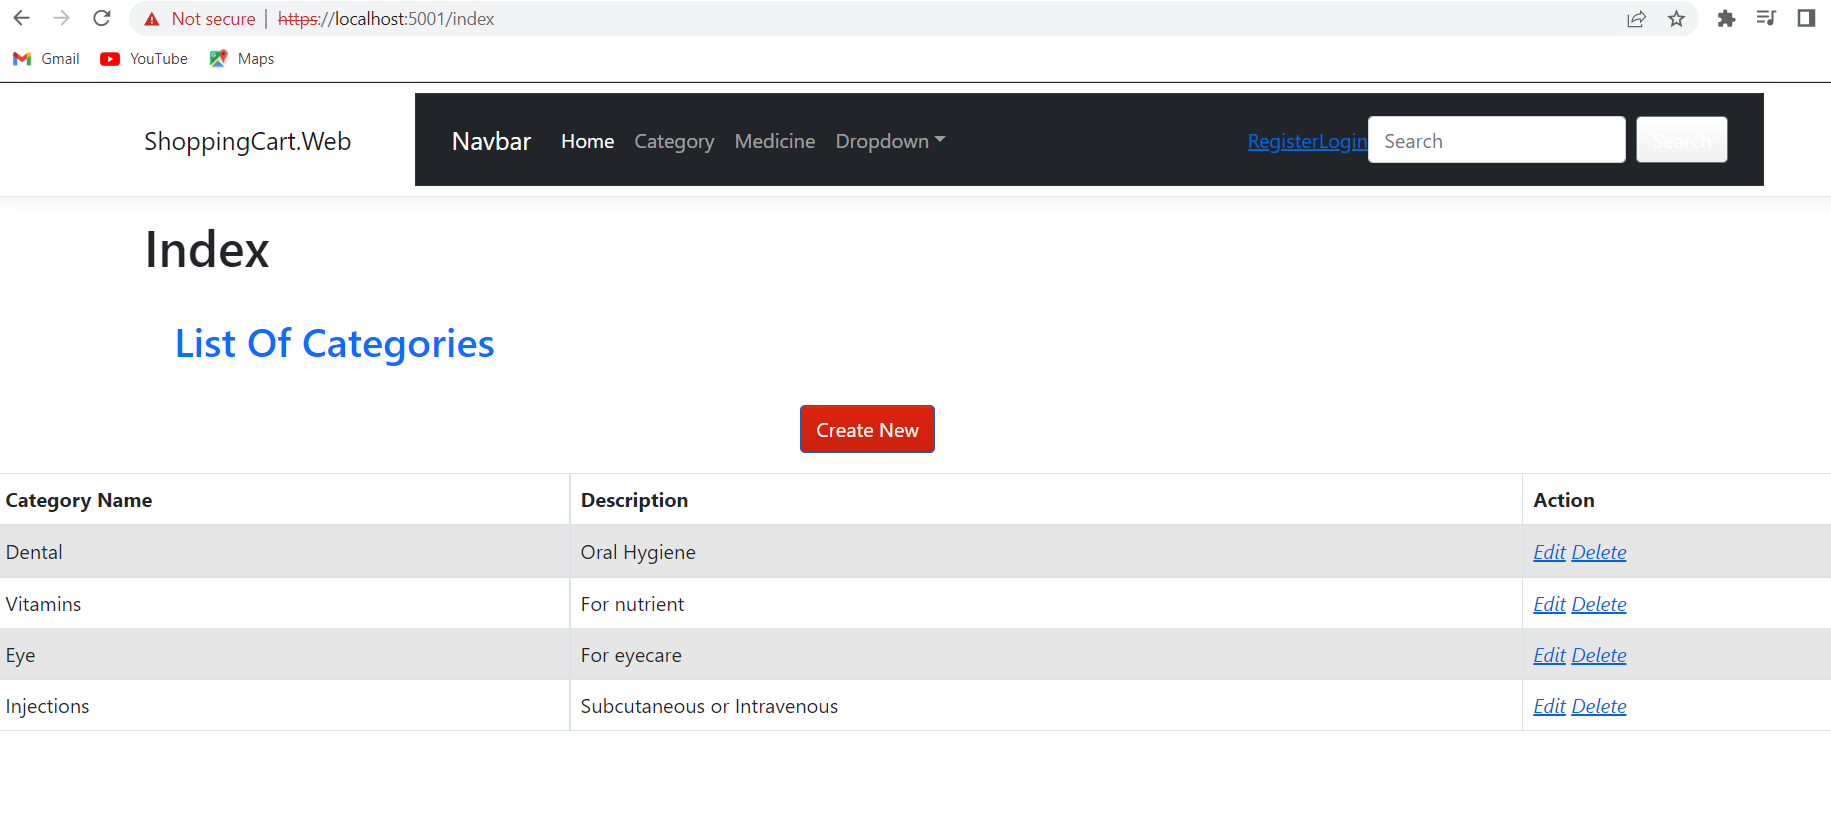 Not secure | https://localhost:5001/index
Gmail YouTube Maps
ShoppingCart.Web Navbar Home Category Medicine Dropdown RegisterLogin Search Search
Index
List Of Categories
Create New
Category Name Description Action
Dental Oral Hygiene Edit Delete
Vitamins For nutrient Edit Delete
Eye For eyecare Edit Delete
Injections Subcutaneous or Intravenous Edit Delete